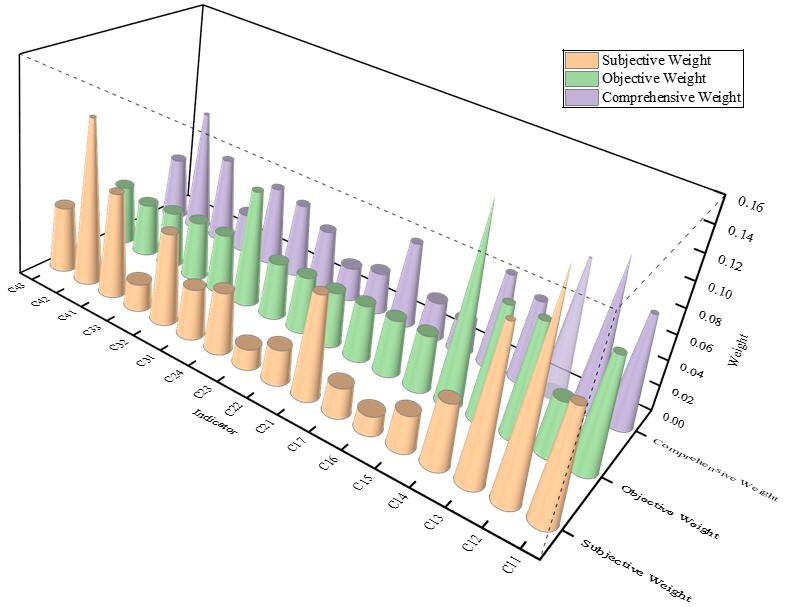 Subjective Weight
Objective Weight
Comprehensive Weight
0.16
0.14
0.12
0.10
0.08
0.06
0.04
0.02
0.00
Weight
C43
C42
C41
C33
C32
C31
C24
C23
C22
C21
C17
C16
C15
C14
C13
C12
C11
Indicator
Comprehensive Weight
Objective Weight
Subjective Weight